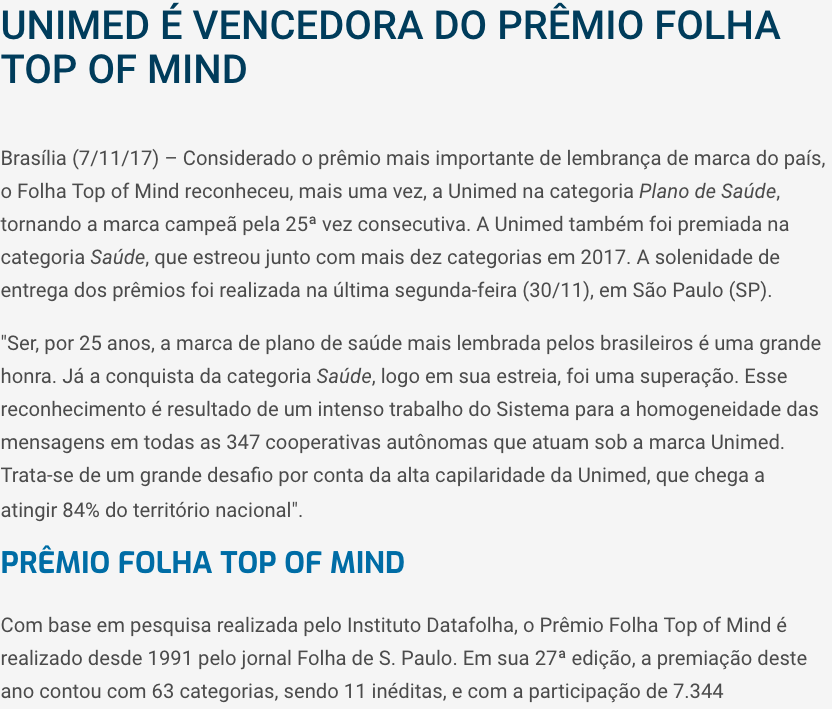 UNIMED É VENCEDORA DO PRÊMIO FOLHA
TOP OF MIND
Brasília (7/11/17) – Considerado o prêmio mais importante de lembrança de marca do país,
o Folha Top of Mind reconheceu, mais uma vez, a Unimed na categoria Plano de Saúde,
tornando a marca campeã pela 25ª vez consecutiva. A Unimed também foi premiada na
categoria Saúde, que estreou junto com mais dez categorias em 2017. A solenidade de
entrega dos prêmios foi realizada na última segunda-feira (30/11), em São Paulo (SP).
"Ser, por 25 anos, a marca de plano de saúde mais lembrada pelos brasileiros é uma grande
honra. Já a conquista da categoria Saúde, logo em sua estreia, foi uma superação. Esse
reconhecimento é resultado de um intenso trabalho do Sistema para a homogeneidade das
mensagens em todas as 347 cooperativas autônomas que atuam sob a marca Unimed.
Trata-se de um grande desafio por conta da alta capilaridade da Unimed, que chega a
atingir 84% do território nacional".
PRÊMIO FOLHA TOP OF MIND
Com base em pesquisa realizada pelo Instituto Datafolha, o Prêmio Folha Top of Mind é
realizado desde 1991 pelo jornal Folha de S. Paulo. Em sua 27ª edição, a premiação deste
ano contou com 63 categorias, sendo 11 inéditas, e com a participação de 7.344